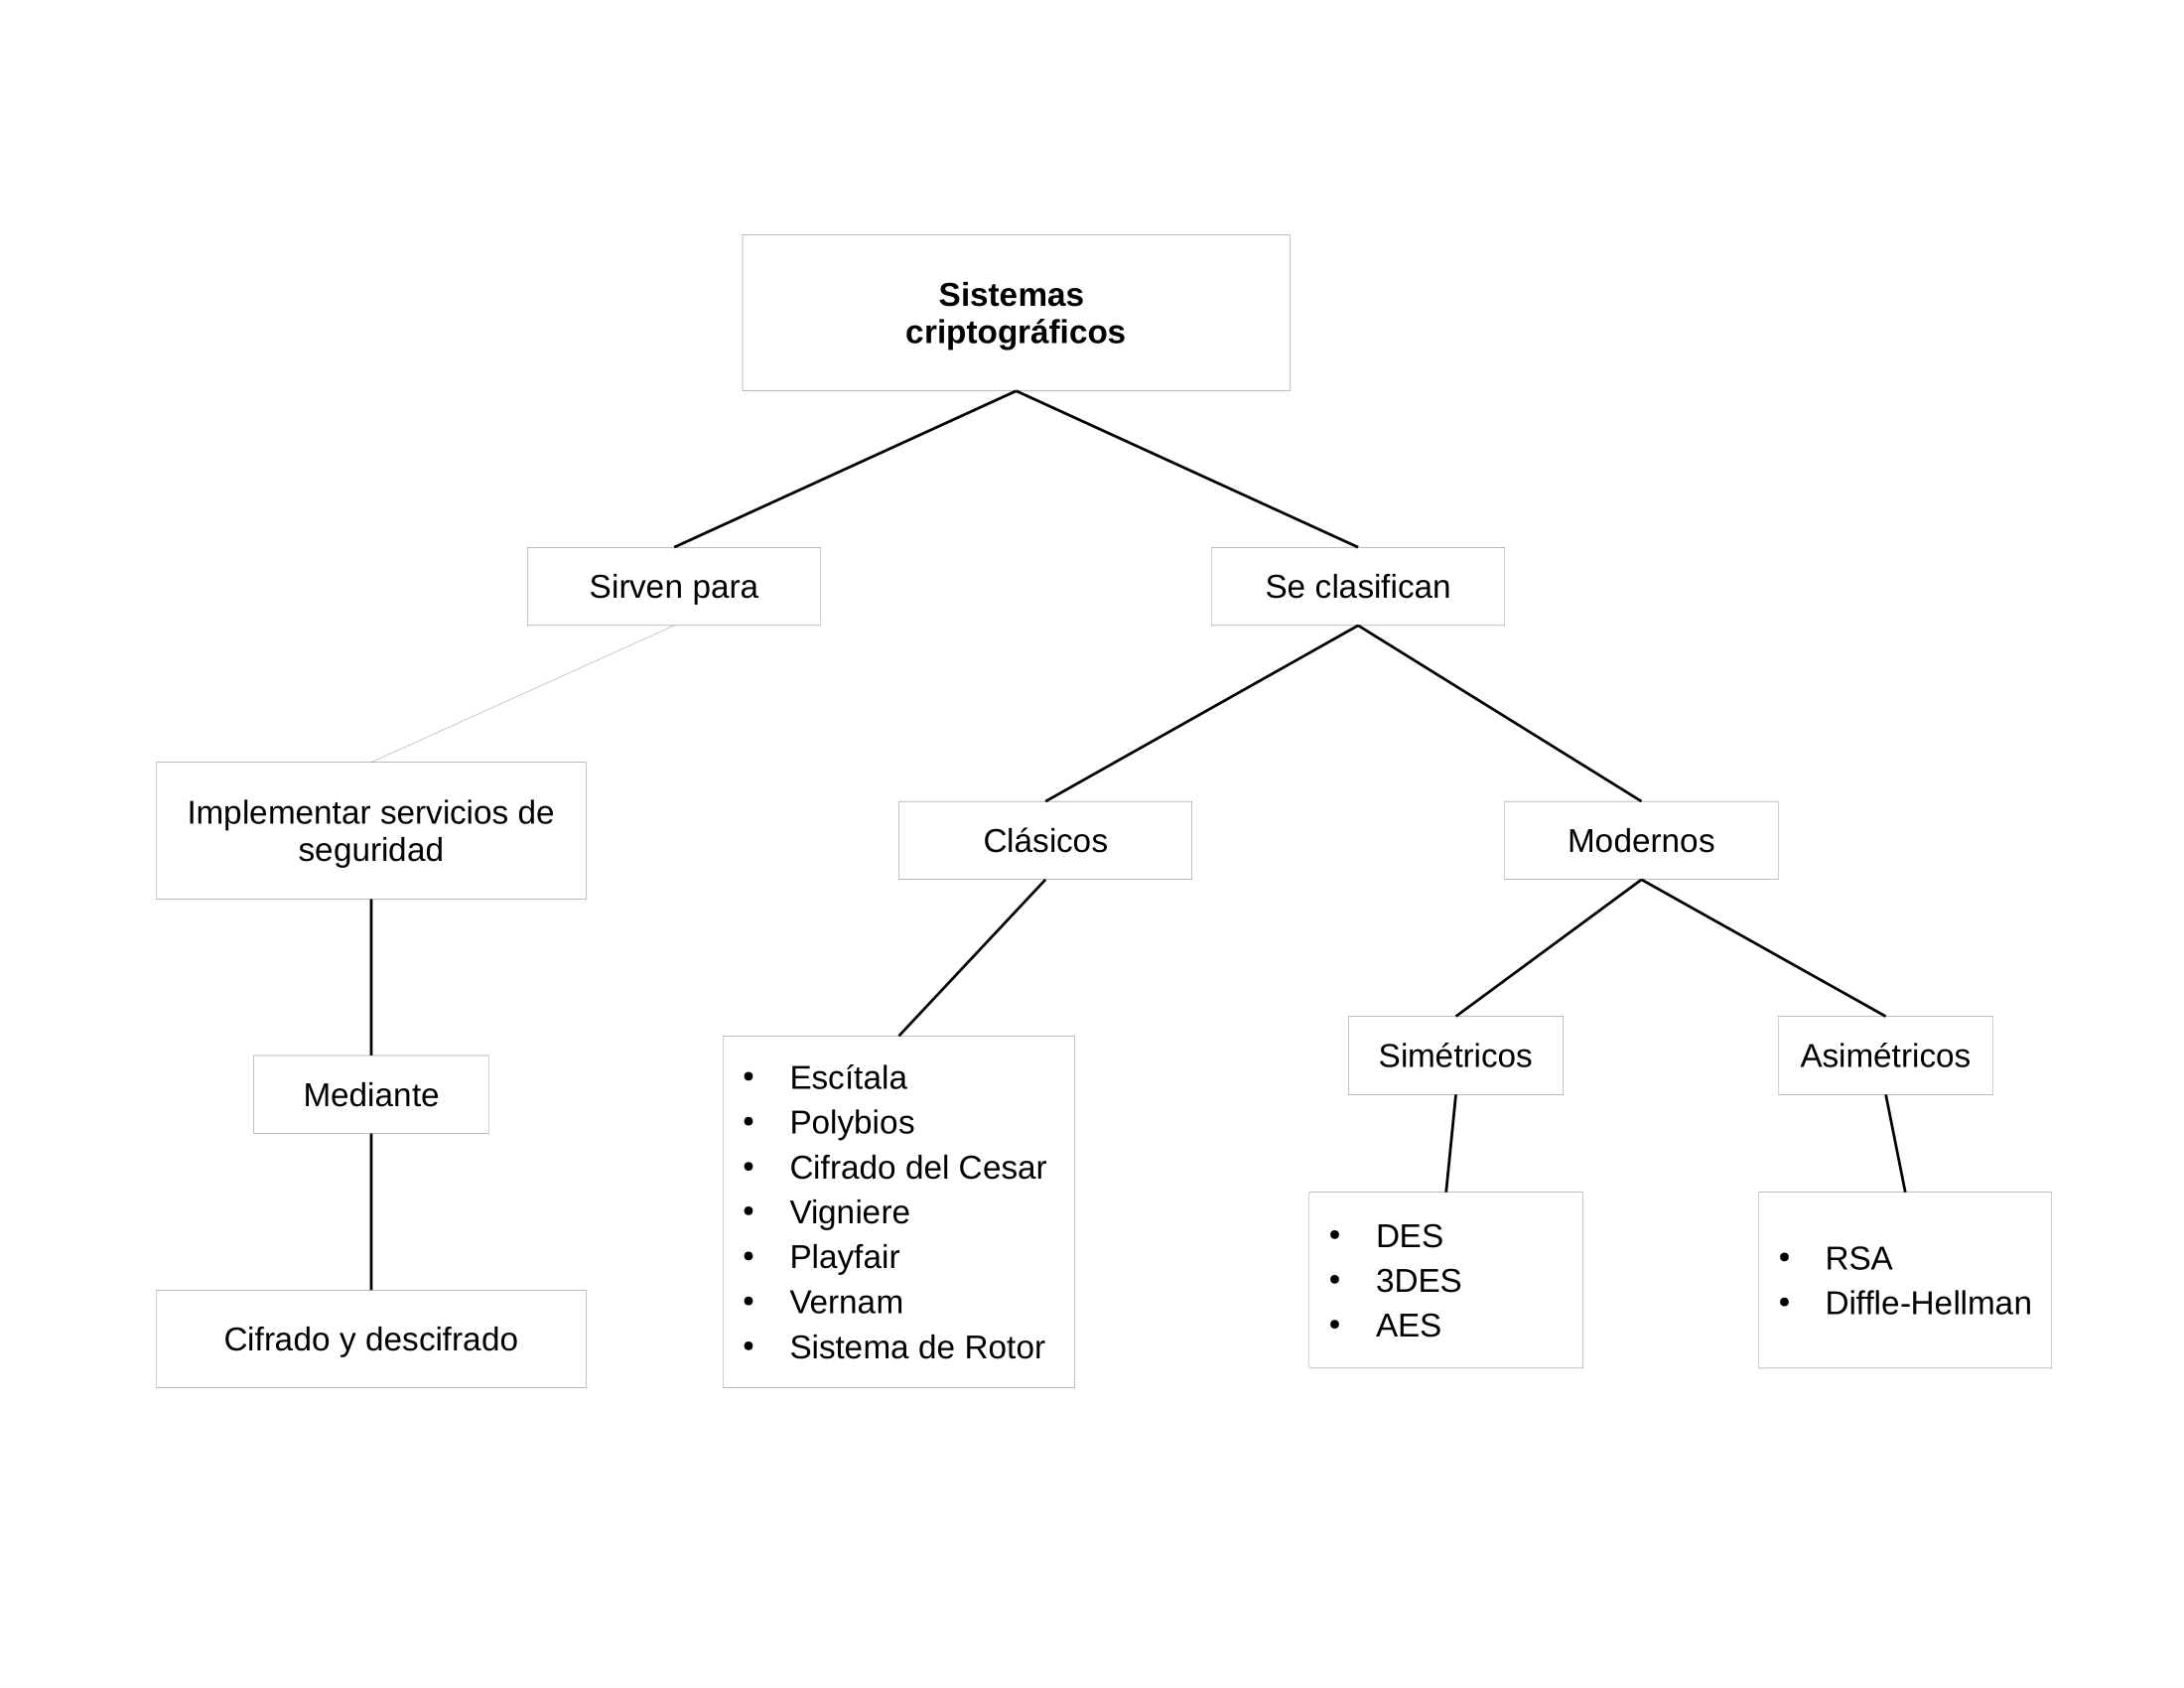 Sistemas
criptográficos
Sirven para
Se clasifican
Implementar servicios de
seguridad
Clásicos
Modernos
Mediante
Simétricos
Asimétricos
Cifrado y descifrado
• Escítala
• Polybios
• Cifrado del Cesar
• Vigniere
• Playfair
• Vernam
• Sistema de Rotor
• DES
• 3DES
• AES
• RSA
• Diffle-Hellman